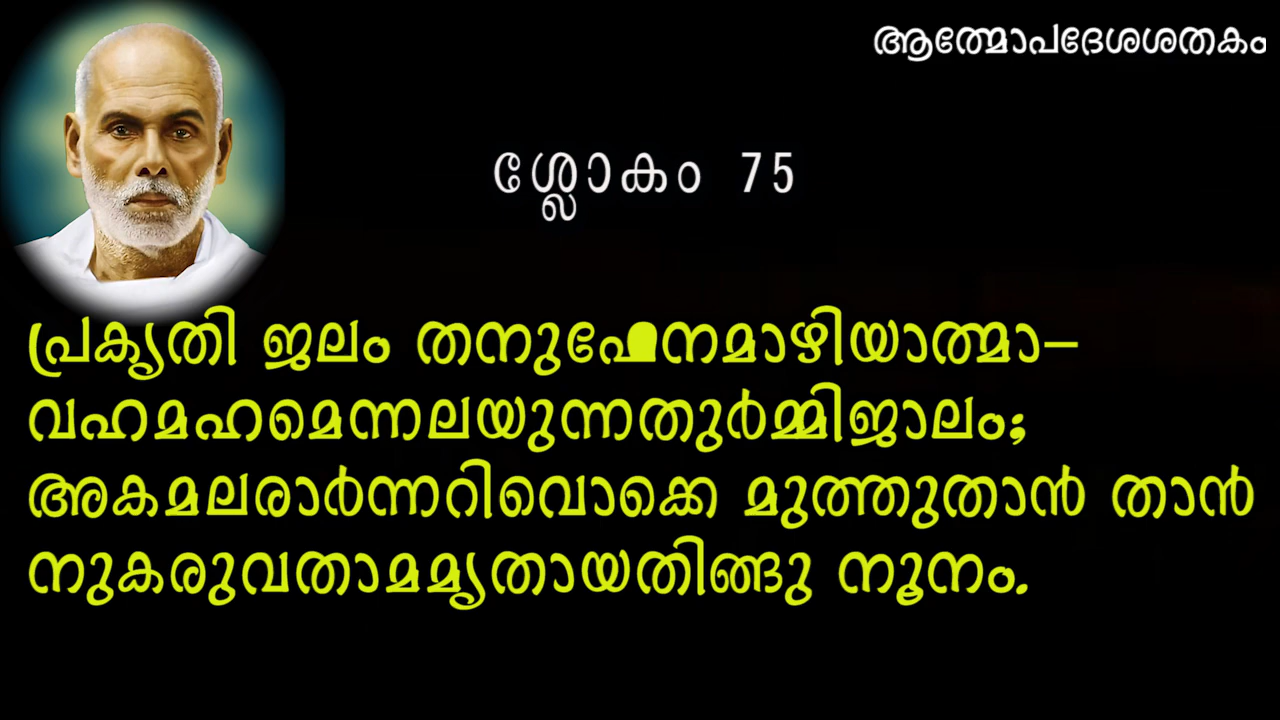 ആത്മോപദേശശതകം
ശ്ലോകം 75
പ്രകൃതി ജലം തനുഫേനമാഴിയാത്മാ–
വഹമഹമെന്നലയുന്നതുർമ്മിജാലം;
അകമലരാർന്നറിവൊക്കെ മുത്തുതാൻ താൻ
നുകരുവതാമമൃതായതിങ്ങു നൂനം.